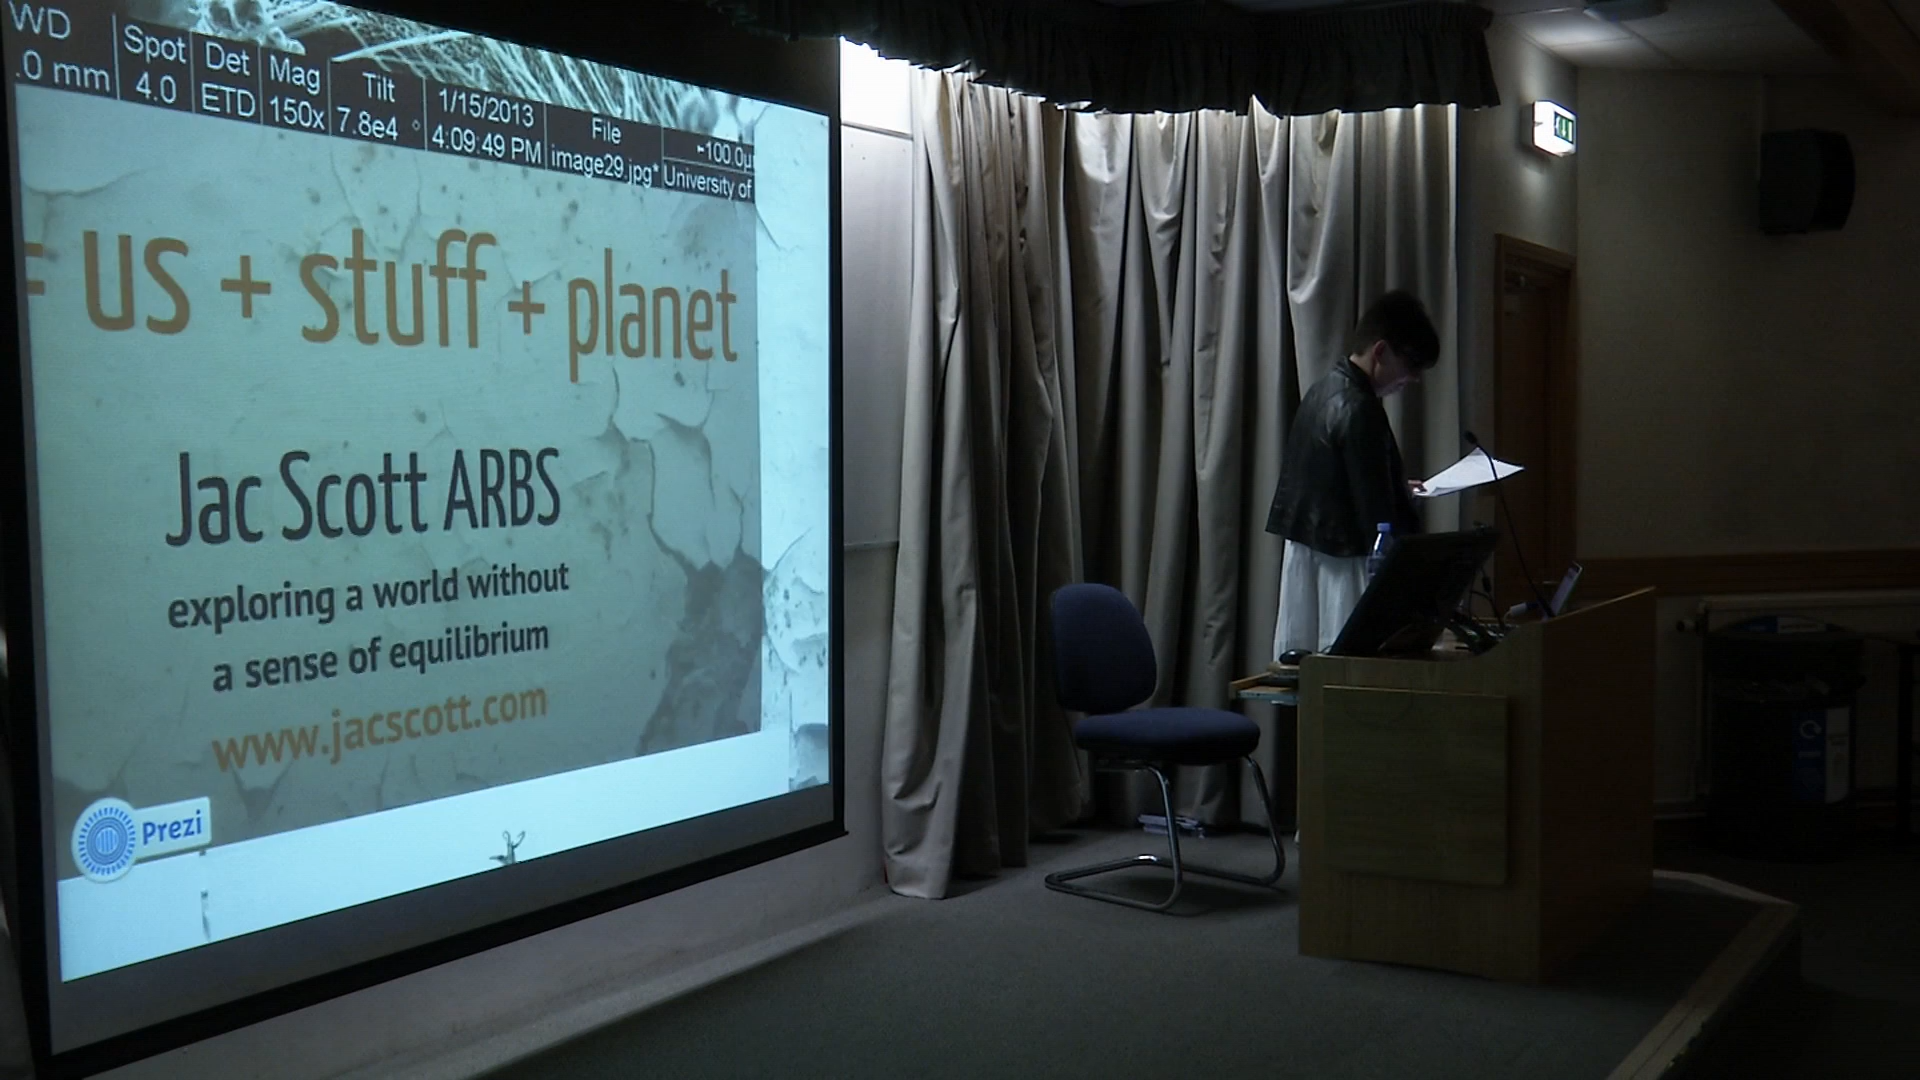 WD Spot Det Mag Tilt 1/15/2013 File 100.0µ
.0 mm 4.0 ETD 150x 7.8e4 ° 4:09:49 PM image29.jpg* University of
= us + stuff + planet
Jac Scott ARBS
exploring a world without
a sense of equilibrium
www.jacscott.com
Prezi